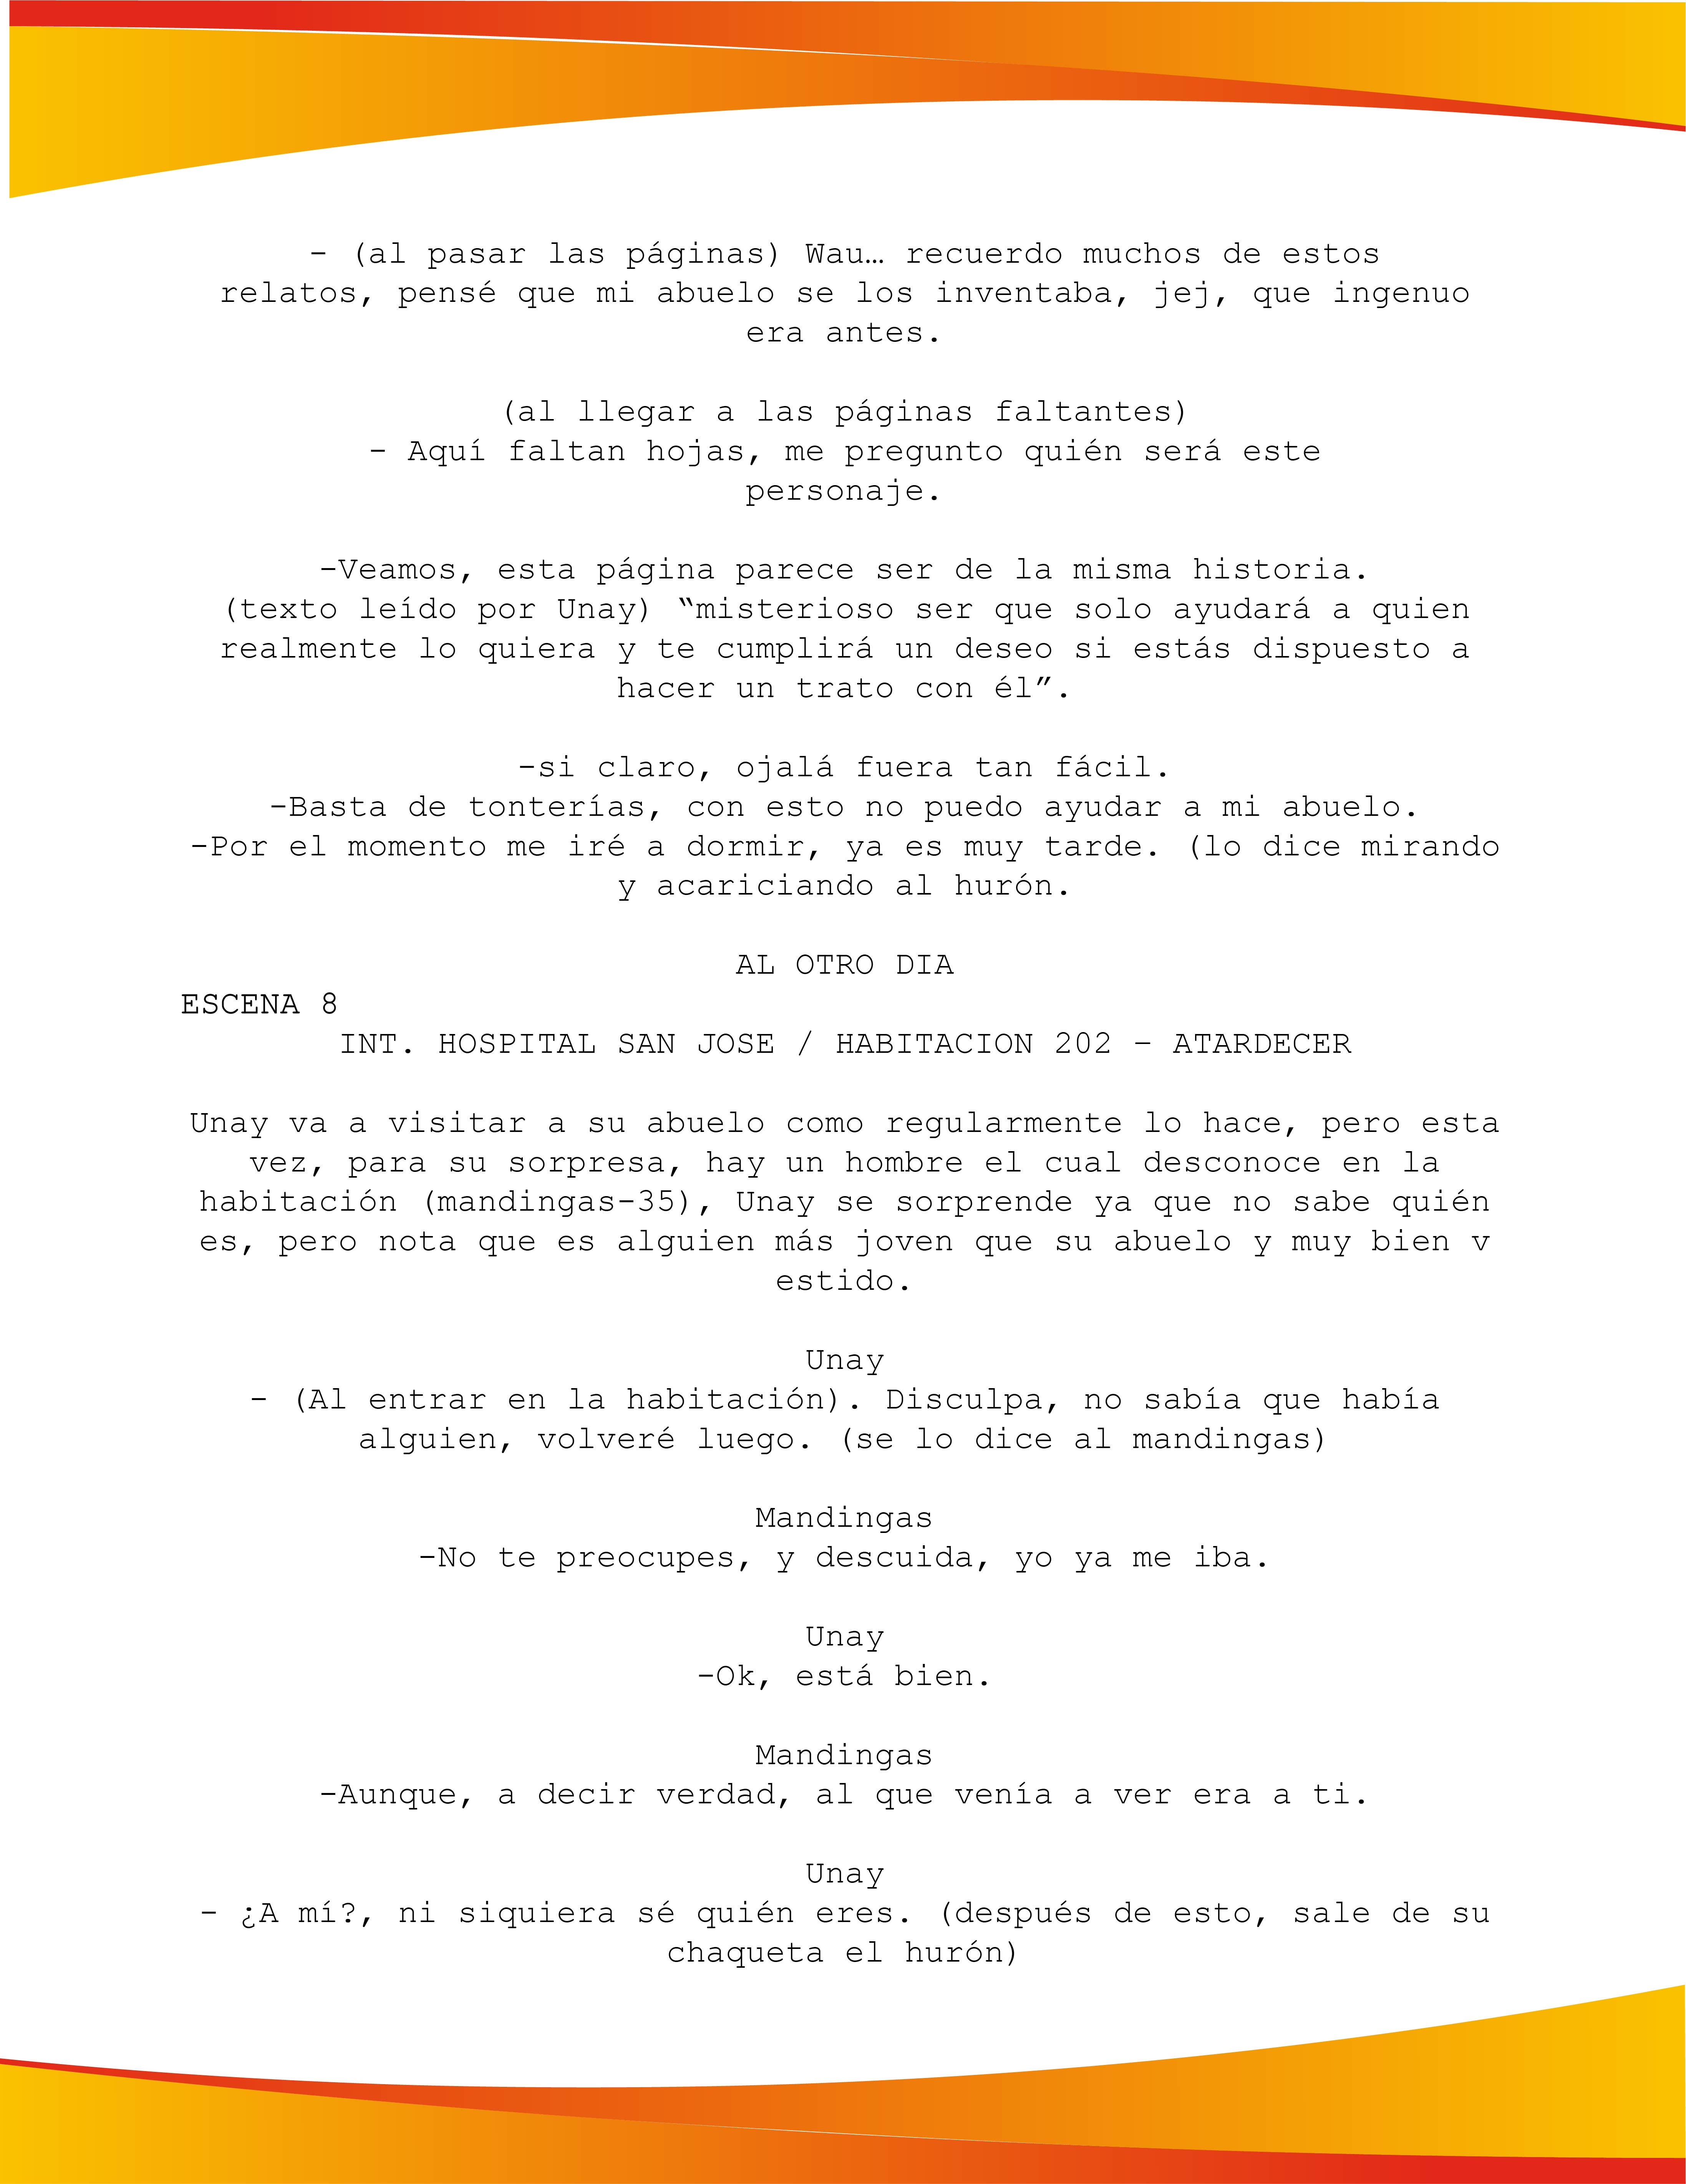 - (al pasar las páginas) Wau… recuerdo muchos de estos
relatos, pensé que mi abuelo se los inventaba, jej, que ingenuo
era antes.
(al llegar a las páginas faltantes)
- Aquí faltan hojas, me pregunto quién será este
personaje.
-Veamos, esta página parece ser de la misma historia.
(texto leído por Unay) “misterioso ser que solo ayudará a quien
realmente lo quiera y te cumplirá un deseo si estás dispuesto a
hacer un trato con él”.
-si claro, ojalá fuera tan fácil.
-Basta de tonterías, con esto no puedo ayudar a mi abuelo.
-Por el momento me iré a dormir, ya es muy tarde. (lo dice mirando
y acariciando al hurón.
AL OTRO DIA
ESCENA 8
INT. HOSPITAL SAN JOSE / HABITACION 202 – ATARDECER
Unay va a visitar a su abuelo como regularmente lo hace, pero esta
vez, para su sorpresa, hay un hombre el cual desconoce en la
habitación (mandingas-35), Unay se sorprende ya que no sabe quién
es, pero nota que es alguien más joven que su abuelo y muy bien v
estido.
Unay
- (Al entrar en la habitación). Disculpa, no sabía que había
alguien, volveré luego. (se lo dice al mandingas)
Mandingas
-No te preocupes, y descuida, yo ya me iba.
Unay
-Ok, está bien.
Mandingas
-Aunque, a decir verdad, al que venía a ver era a ti.
Unay
- ¿A mí?, ni siquiera sé quién eres. (después de esto, sale de su
chaqueta el hurón)